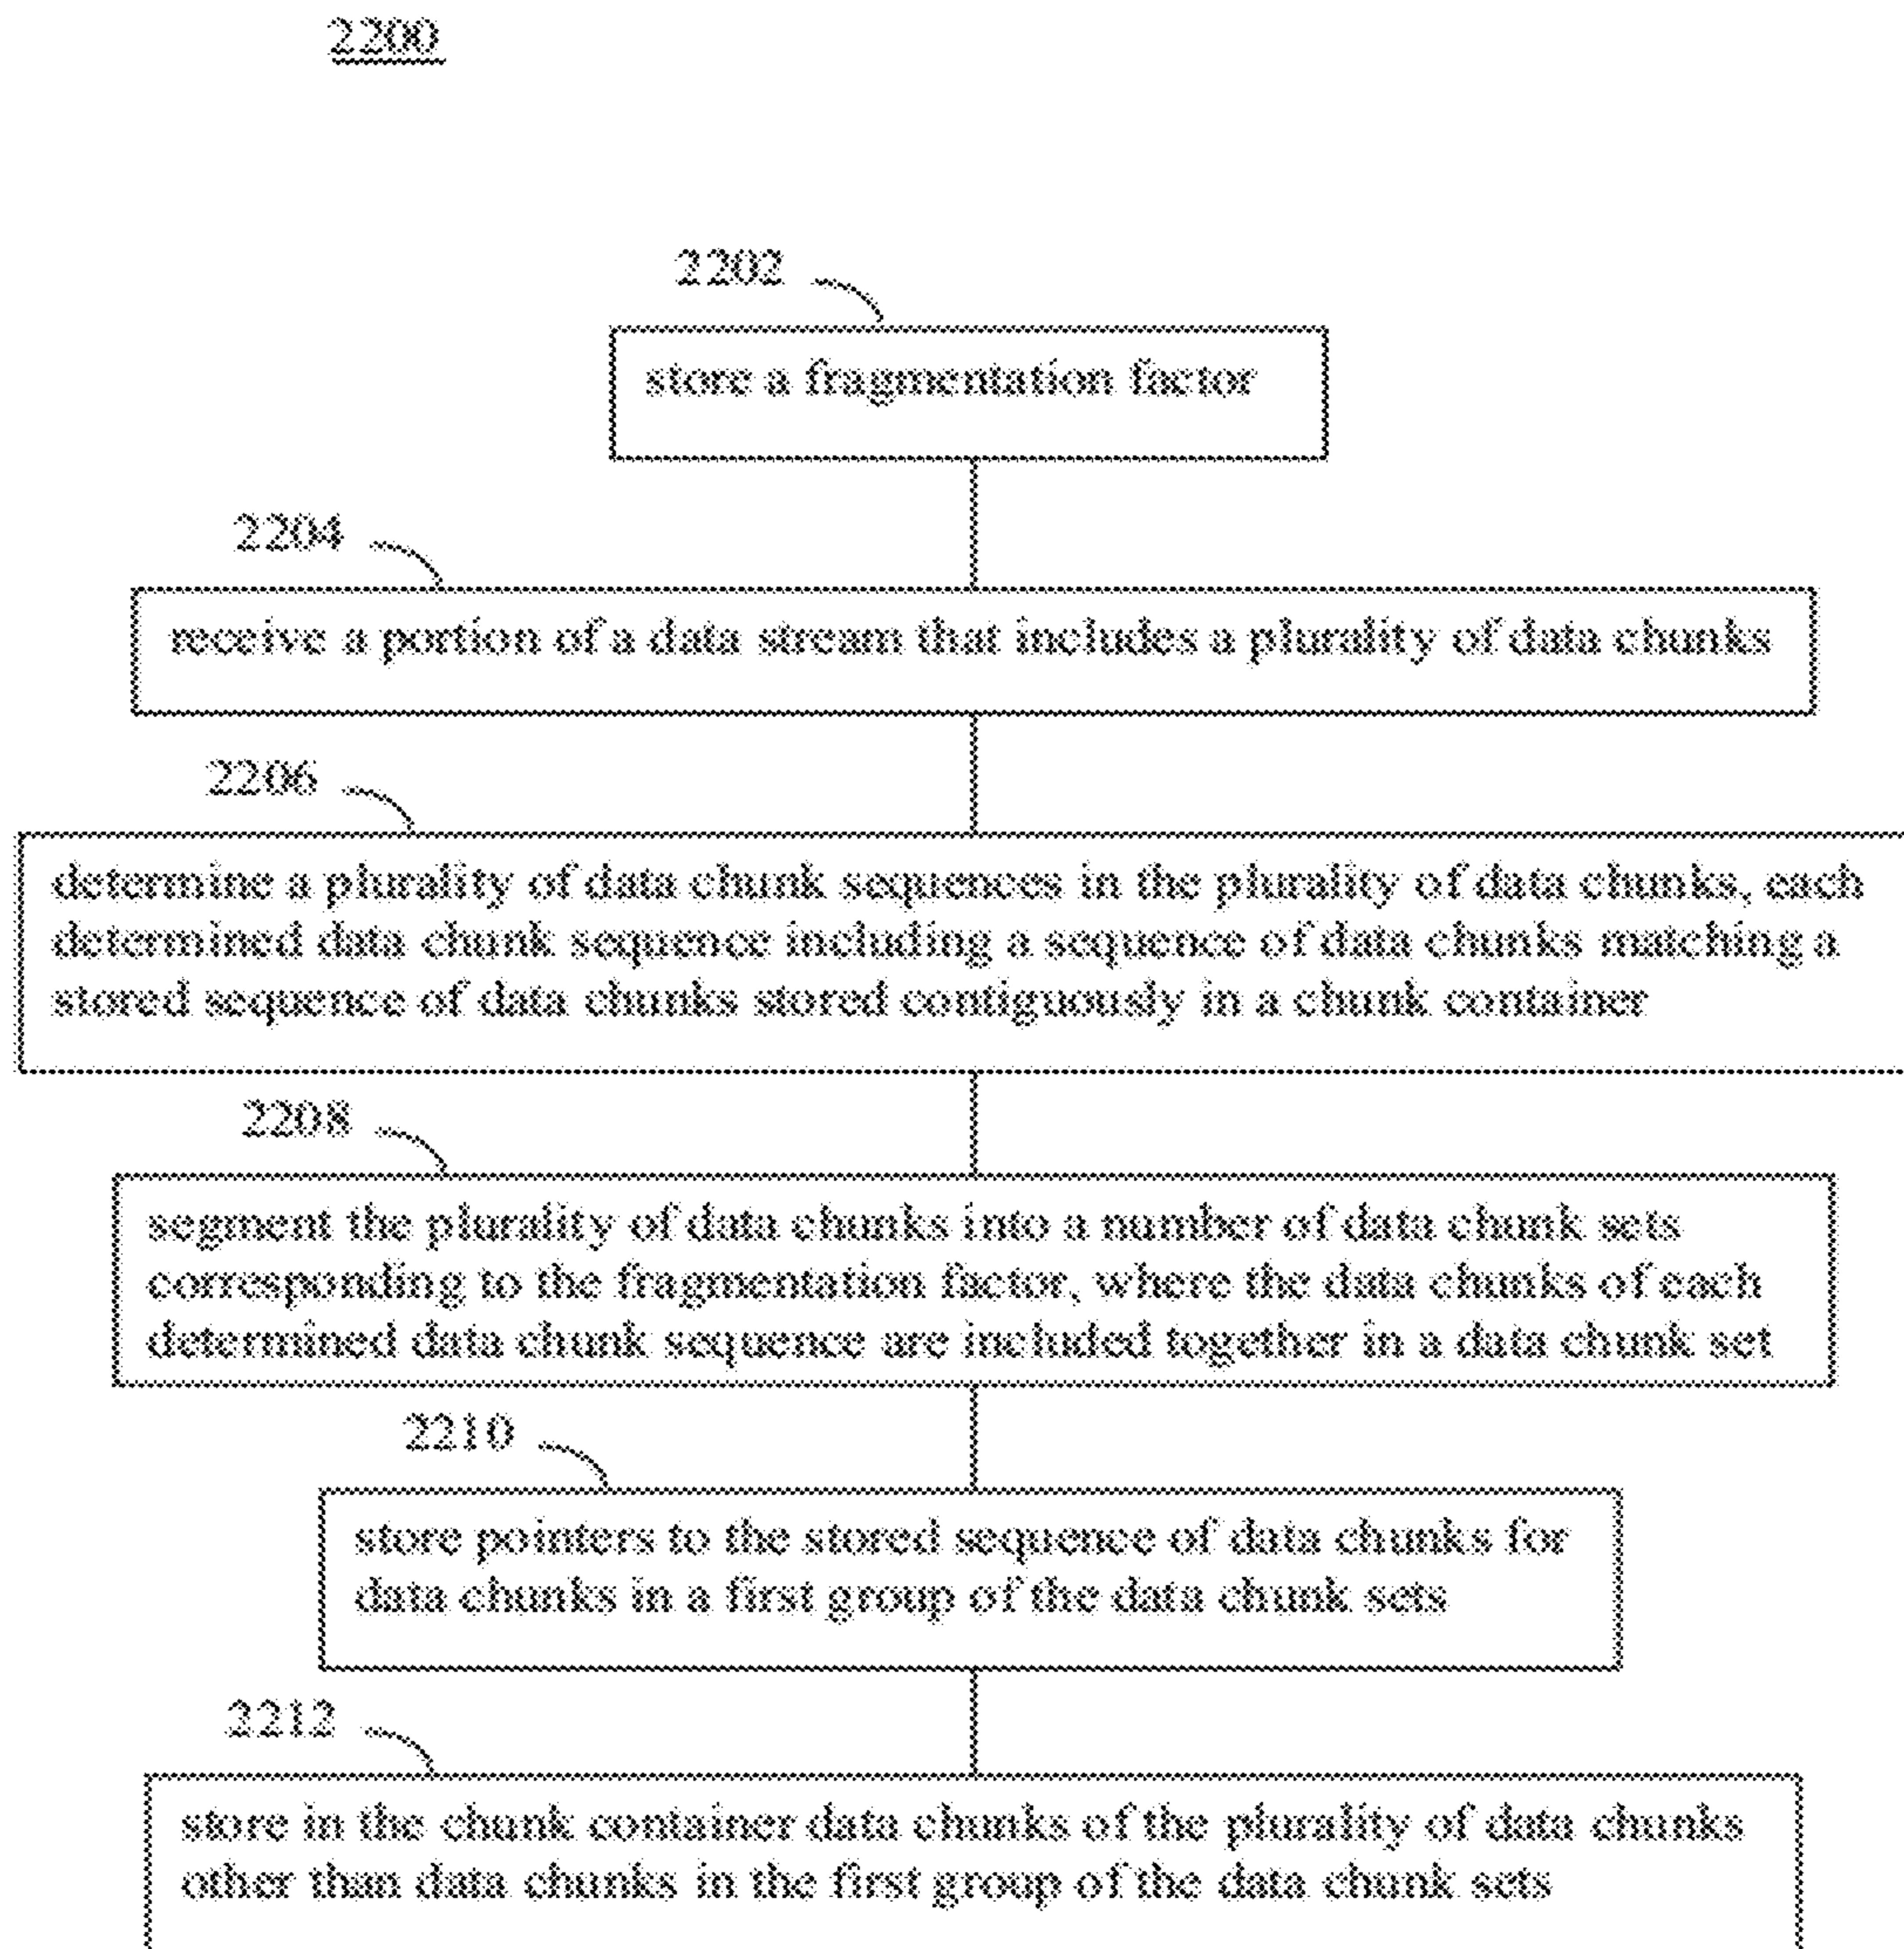 2200
2202
store a fragmentation factor
2204
receive a portion of a data stream that includes a plurality of data chunks
2206
determine a plurality of data chunk sequences in the plurality of data chunks, each
determined data chunk sequence including a sequence of data chunks matching a
stored sequence of data chunks stored contiguously in a chunk container
2208
segment the plurality of data chunks into a number of data chunk sets
corresponding to the fragmentation factor, where the data chunks of each
determined data chunk sequence are included together in a data chunk set
2210
store pointers to the stored sequence of data chunks for
data chunks in a first group of the data chunk sets
2212
store in the chunk container data chunks of the plurality of data chunks
other than data chunks in the first group of the data chunk sets